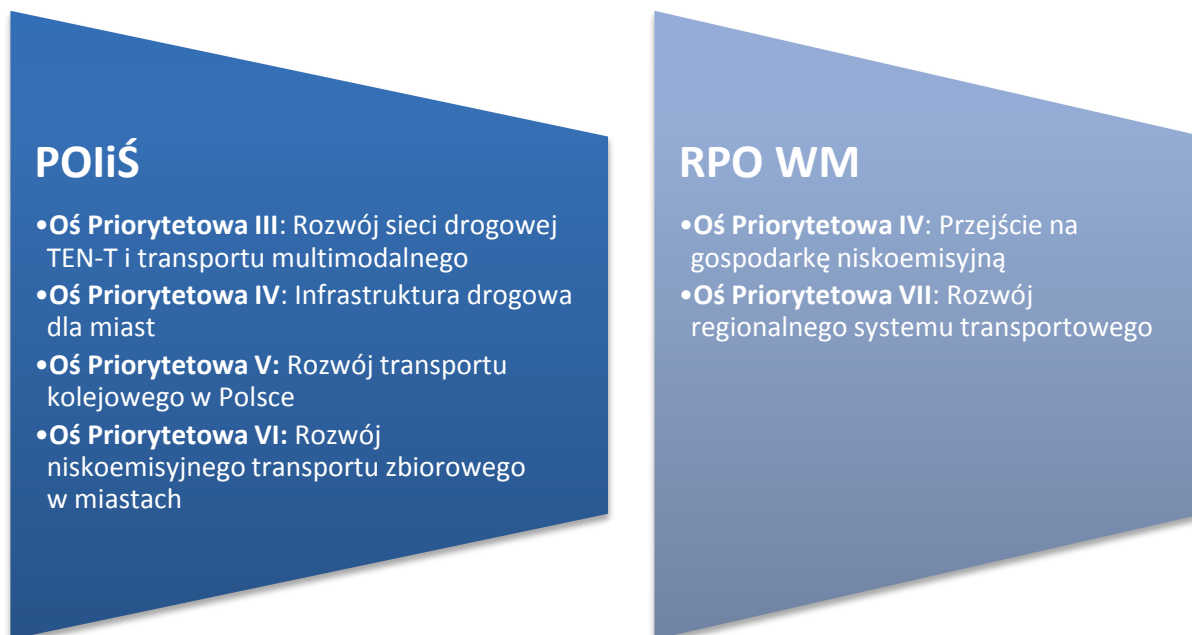 POIiŚ
•Oś Priorytetowa III: Rozwój sieci drogowej
TEN-T i transportu multimodalnego
•Oś Priorytetowa IV: Infrastruktura drogowa
dla miast
•Oś Priorytetowa V: Rozwój transportu
kolejowego w Polsce
•Oś Priorytetowa VI: Rozwój
niskoemisyjnego transportu zbiorowego
w miastach
RPO WM
•Oś Priorytetowa IV: Przejście na
gospodarkę niskoemisyjną
•Oś Priorytetowa VII: Rozwój
regionalnego systemu transportowego